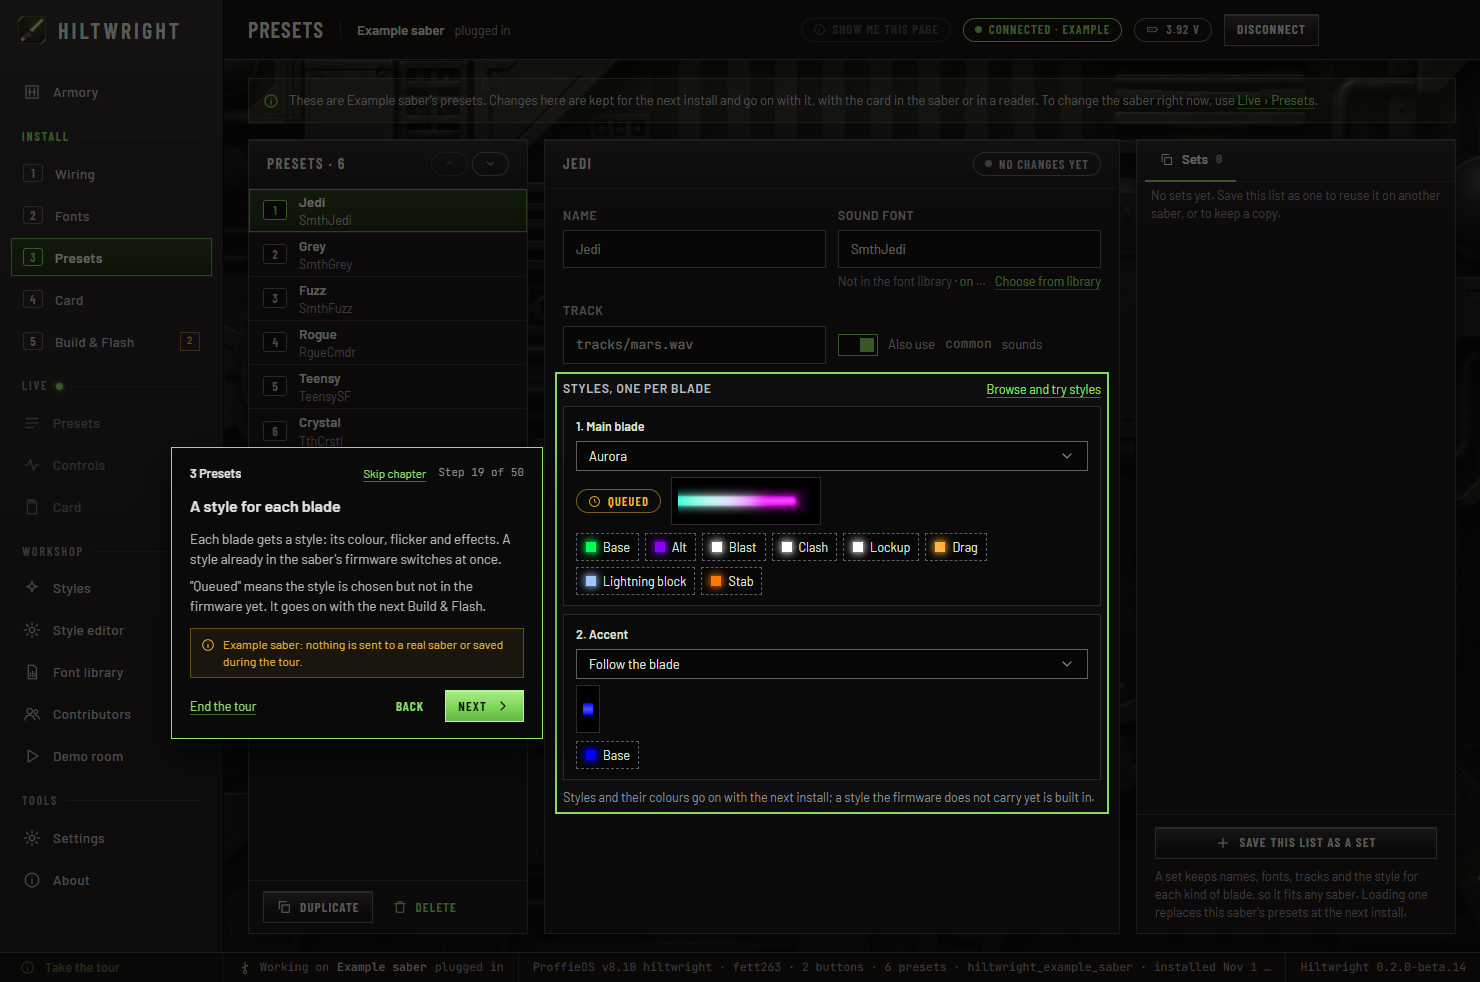 HILTWRIGHT
PRESETS
Example saber plugged in
SHOW ME THIS PAGE
CONNECTED · EXAMPLE
3.92 V
DISCONNECT
Armory
INSTALL
1 Wiring
2 Fonts
3 Presets
4 Card
5 Build & Flash 2
LIVE
Presets
Controls
Card
WORKSHOP
Styles
Style editor
Font library
Contributors
Demo room
TOOLS
Settings
About
Take the tour
These are Example saber's presets. Changes here are kept for the next install and go on with it, with the card in the saber or in a reader. To change the saber right now, use Live › Presets.
PRESETS · 6
1 Jedi
SmthJedi
2 Grey
SmthGrey
3 Fuzz
SmthFuzz
4 Rogue
RgueCmdr
5 Teensy
TeensySF
6 Crystal
TthCrstl
DUPLICATE
DELETE
3 Presets
Skip chapter
Step 19 of 50
A style for each blade
Each blade gets a style: its colour, flicker and effects. A
style already in the saber's firmware switches at once.
"Queued" means the style is chosen but not in the
firmware yet. It goes on with the next Build & Flash.
Example saber: nothing is sent to a real saber or saved
during the tour.
End the tour
BACK
NEXT
JEDI
NO CHANGES YET
NAME
SOUND FONT
Jedi
SmthJedi
Not in the font library · on ... Choose from library
TRACK
tracks/mars.wav
Also use common sounds
STYLES, ONE PER BLADE
Browse and try styles
1. Main blade
Aurora
QUEUED
Base
Alt
Blast
Clash
Lockup
Drag
Lightning block
Stab
2. Accent
Follow the blade
Base
Styles and their colours go on with the next install; a style the firmware does not carry yet is built in.
Sets 0
No sets yet. Save this list as one to reuse it on another
saber, or to keep a copy.
SAVE THIS LIST AS A SET
A set keeps names, fonts, tracks and the style for
each kind of blade, so it fits any saber. Loading one
replaces this saber's presets at the next install.
Working on Example saber plugged in
ProffieOS v8.10 hiltwright · fett263 · 2 buttons · 6 presets · hiltwright_example_saber · installed Nov 1 …
Hiltwright 0.2.0-beta.14